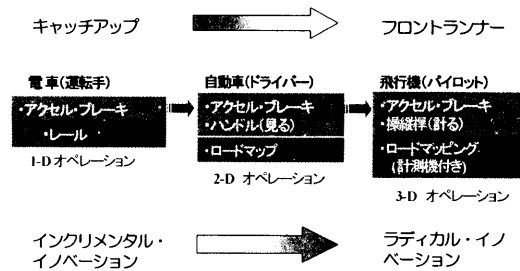 キャッチアップ
フロントランナー
電車(運転手)
・アクセル・ブレーキ
・レール
1-D オペレーション
自動車(ドライバー)
・アクセル・ブレーキ
・ハンドル(見る)
・ロードマップ
2-D オペレーション
飛行機(パイロット)
・アクセル・ブレーキ
・操縦桿(計る)
・ロードマッピング
(計測機付き)
3-D オペレーション
インクリメンタル・
イノベーション
ラディカル・イノ
ベーション